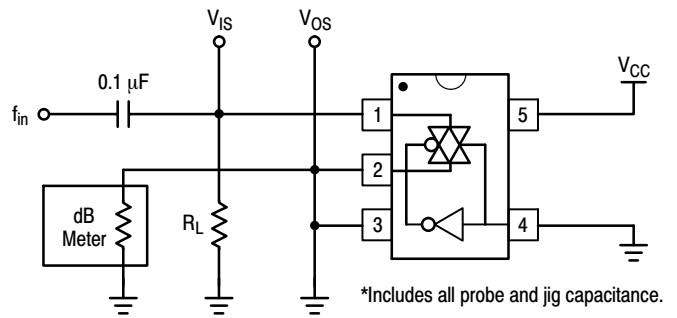 V_IS
V_OS
0.1 μF
f_in
V_CC
1
5
2
dB
Meter
R_L
3
4
*Includes all probe and jig capacitance.